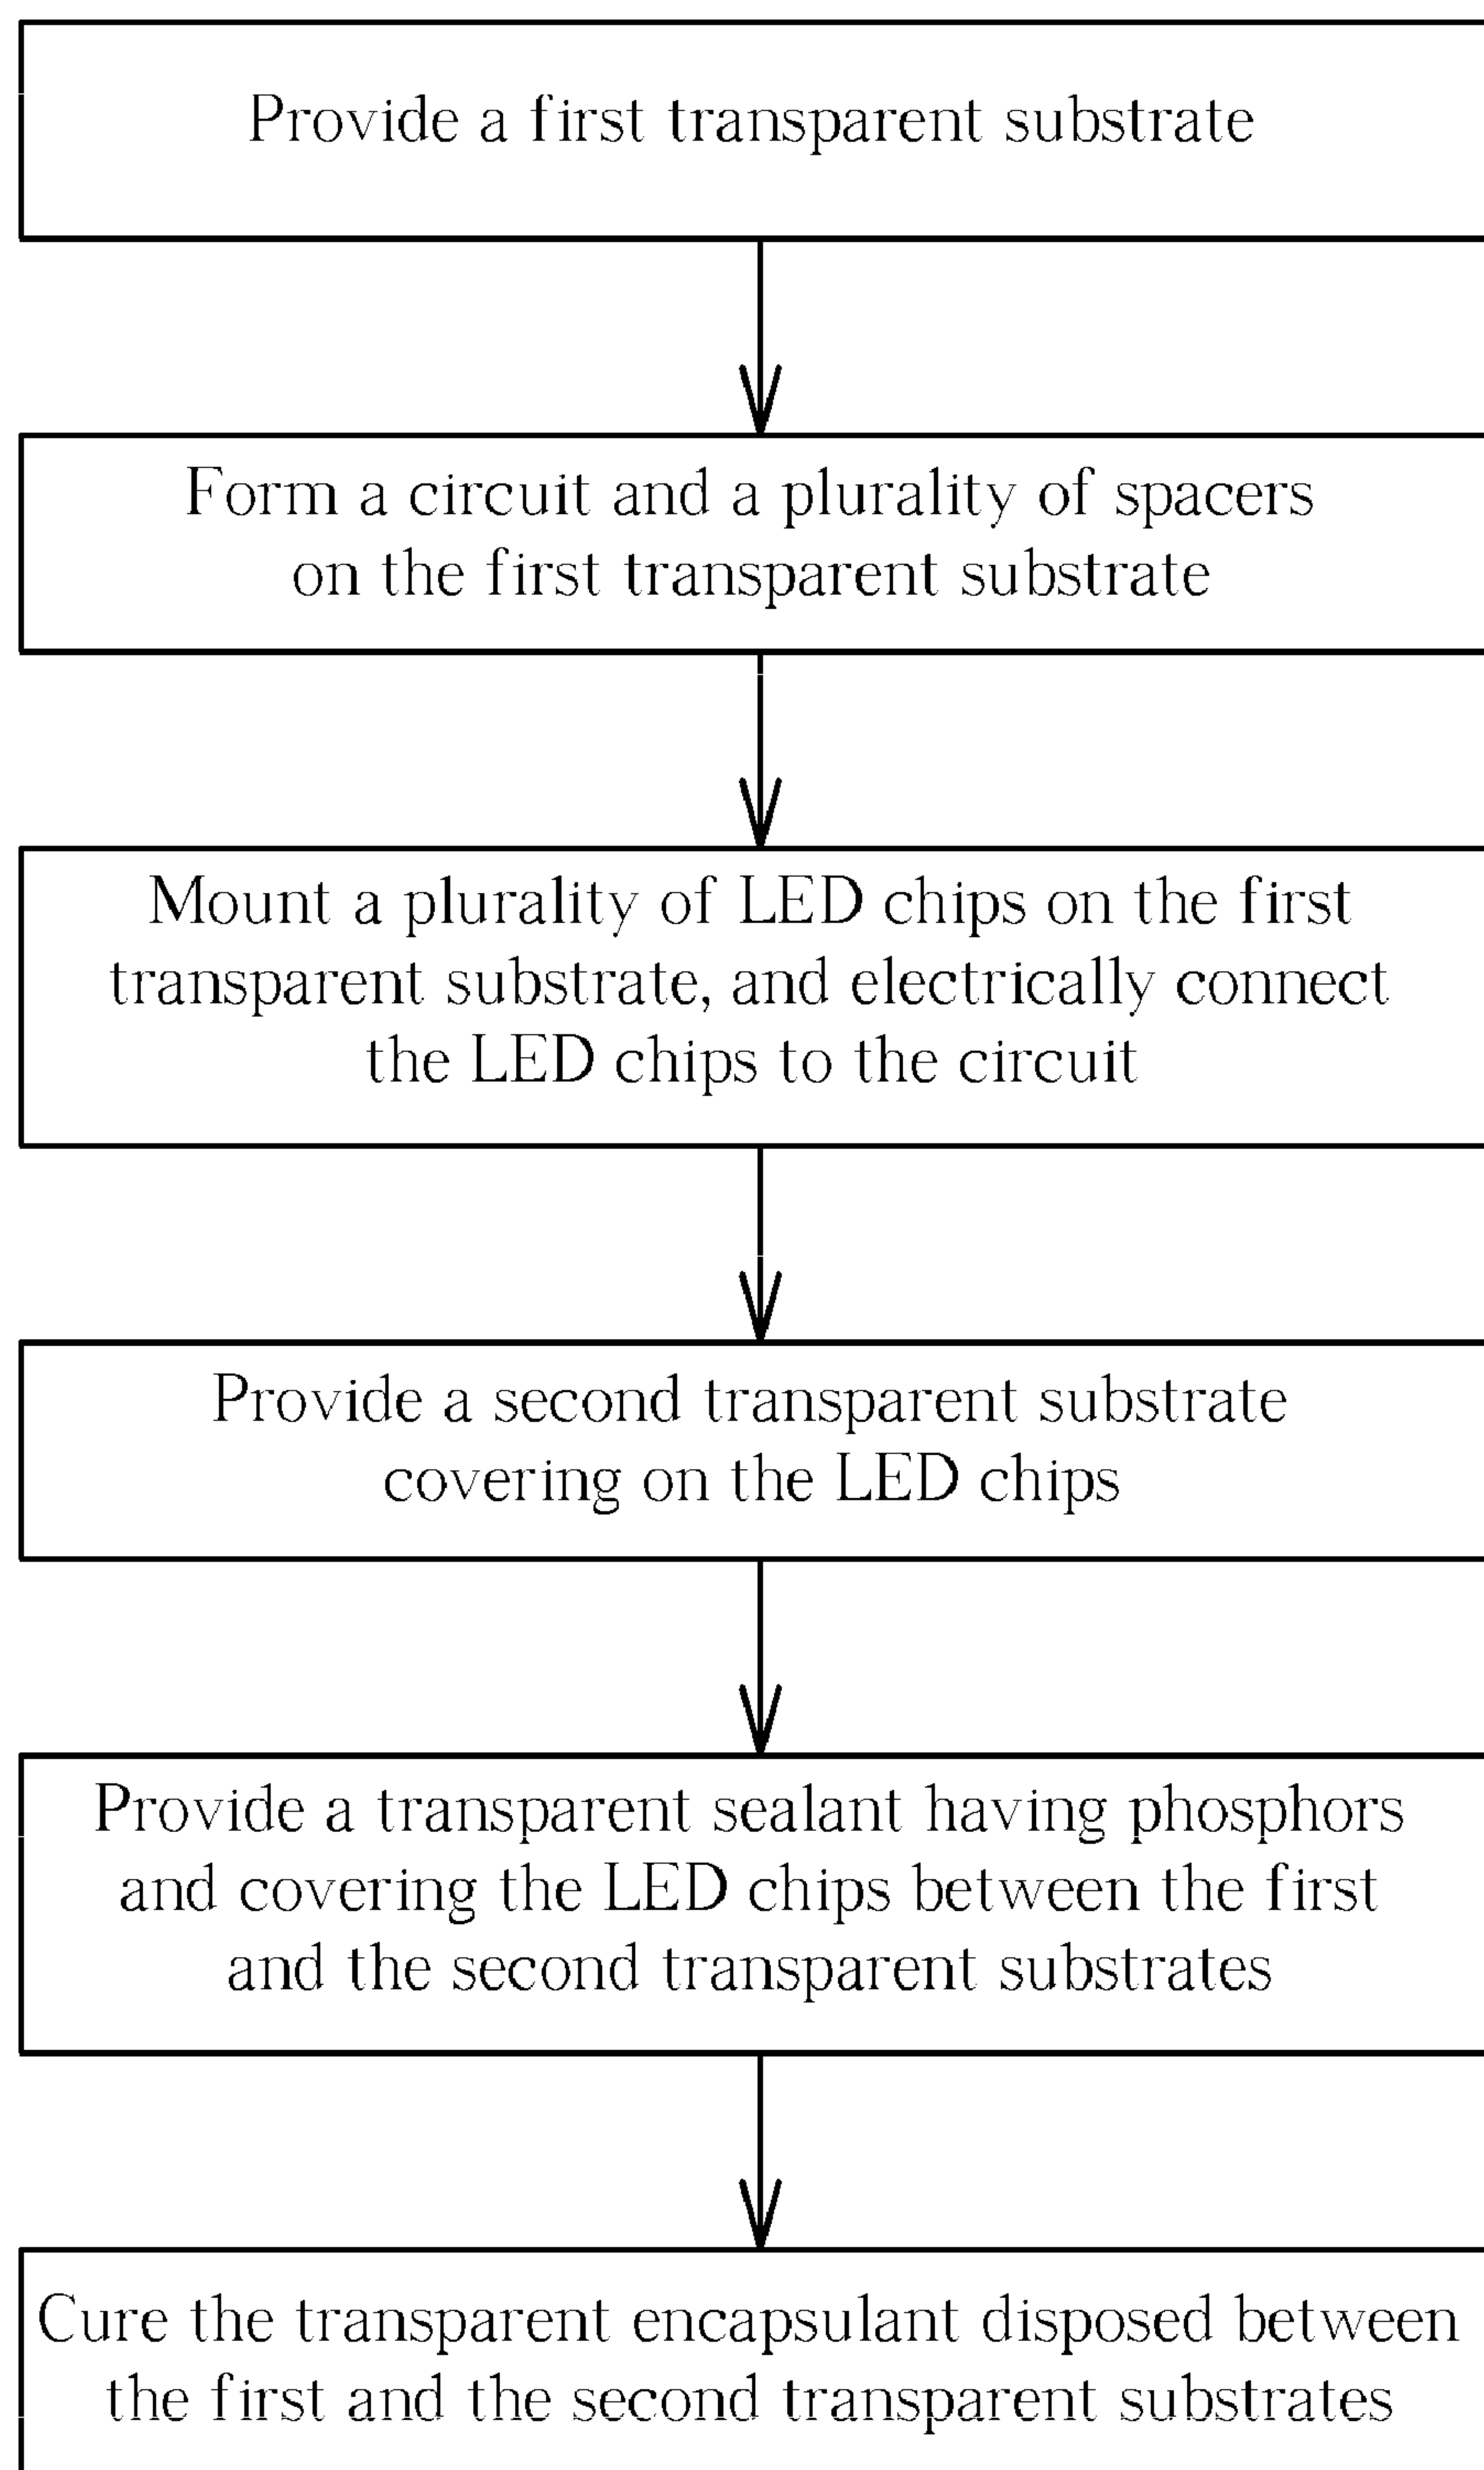 Provide a first transparent substrate
Form a circuit and a plurality of spacers
on the first transparent substrate
Mount a plurality of LED chips on the first
transparent substrate, and electrically connect
the LED chips to the circuit
Provide a second transparent substrate
covering on the LED chips
Provide a transparent sealant having phosphors
and covering the LED chips between the first
and the second transparent substrates
Cure the transparent encapsulant disposed between
the first and the second transparent substrates